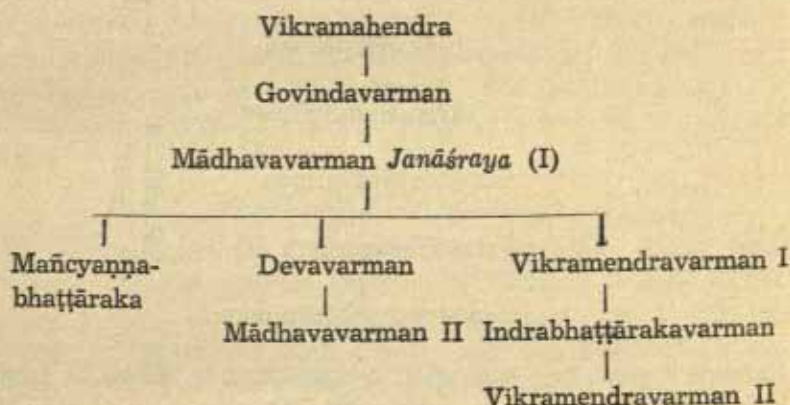 Vikramahendra
Govindavarman
Mādhavavarman Janāśraya (I)
Mañcyaṇṇa- Devavarman Vikramendravarman I
bhaṭṭāraka
Mādhavavarman II Indrabhaṭṭārakavarman
Vikramendravarman II